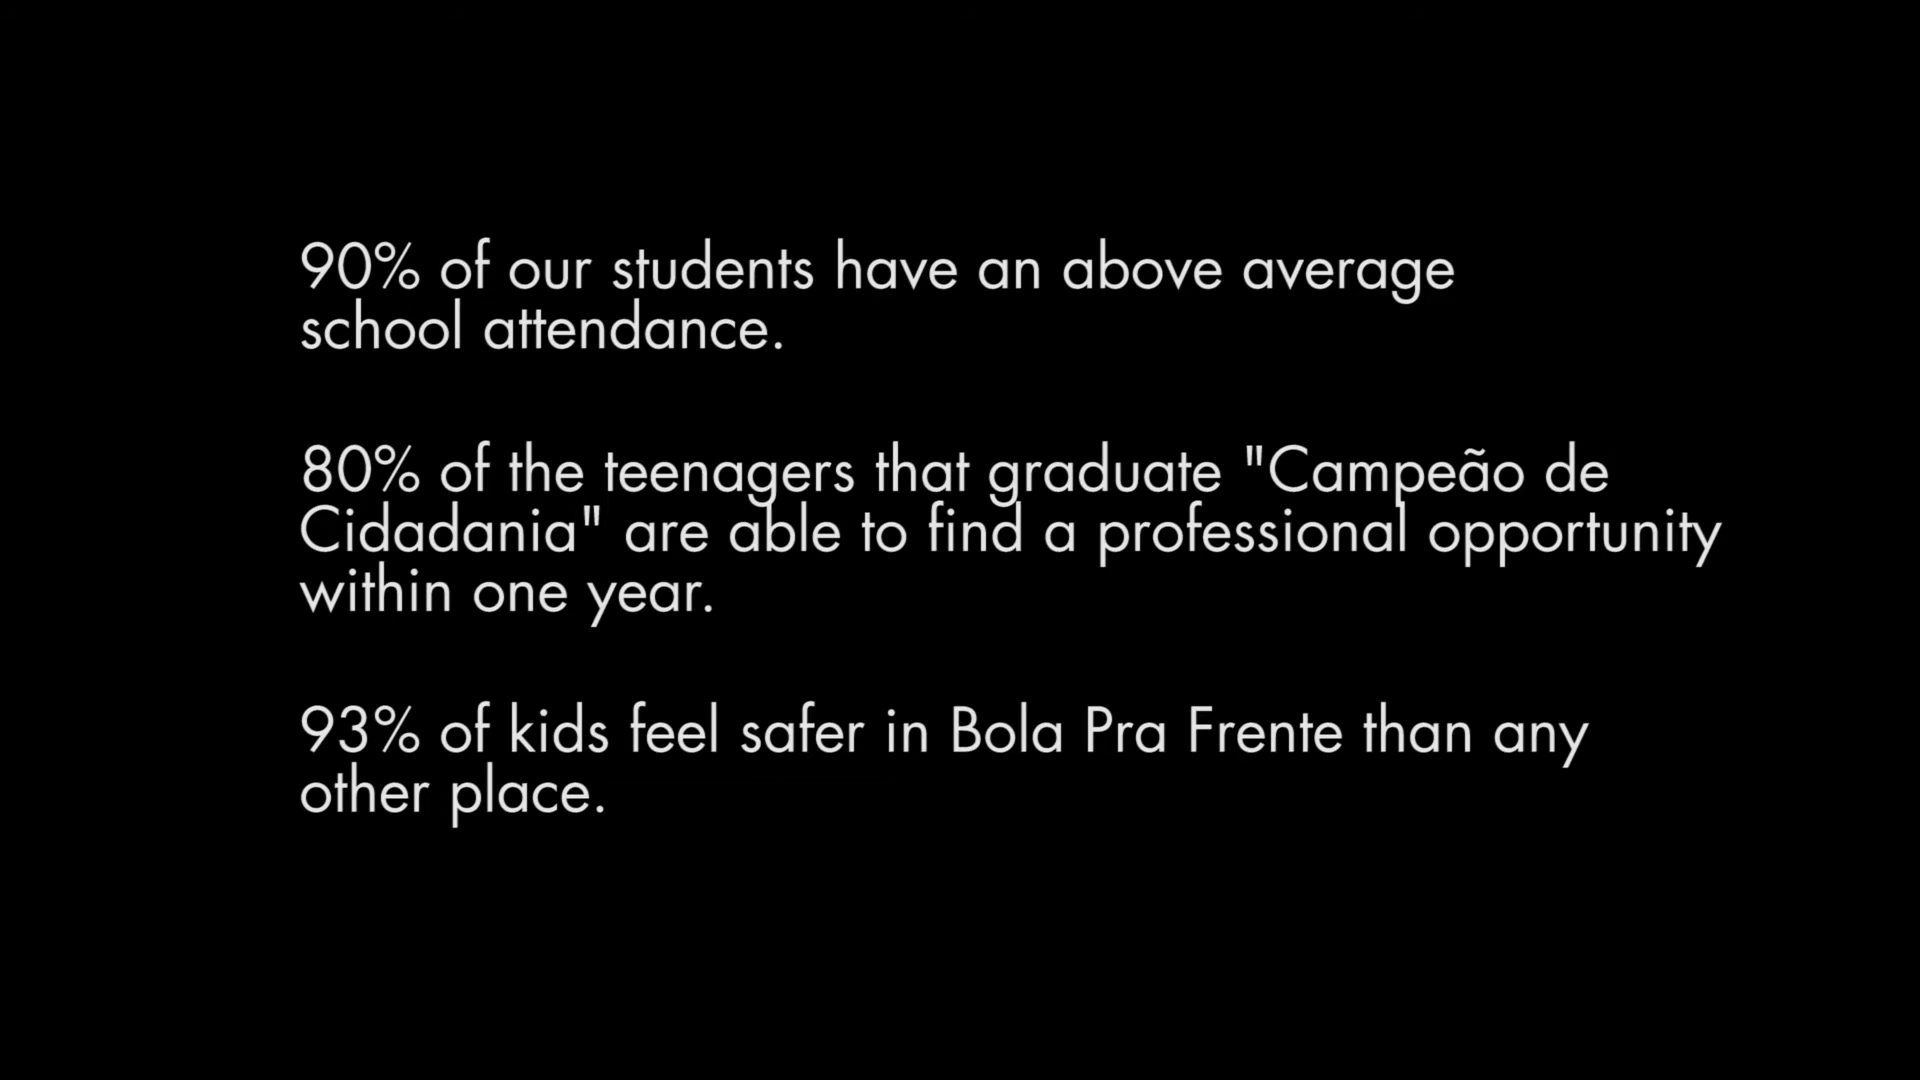 90% of our students have an above average
school attendance.
80% of the teenagers that graduate "Campeão de
Cidadania" are able to find a professional opportunity
within one year.
93% of kids feel safer in Bola Pra Frente than any
other place.